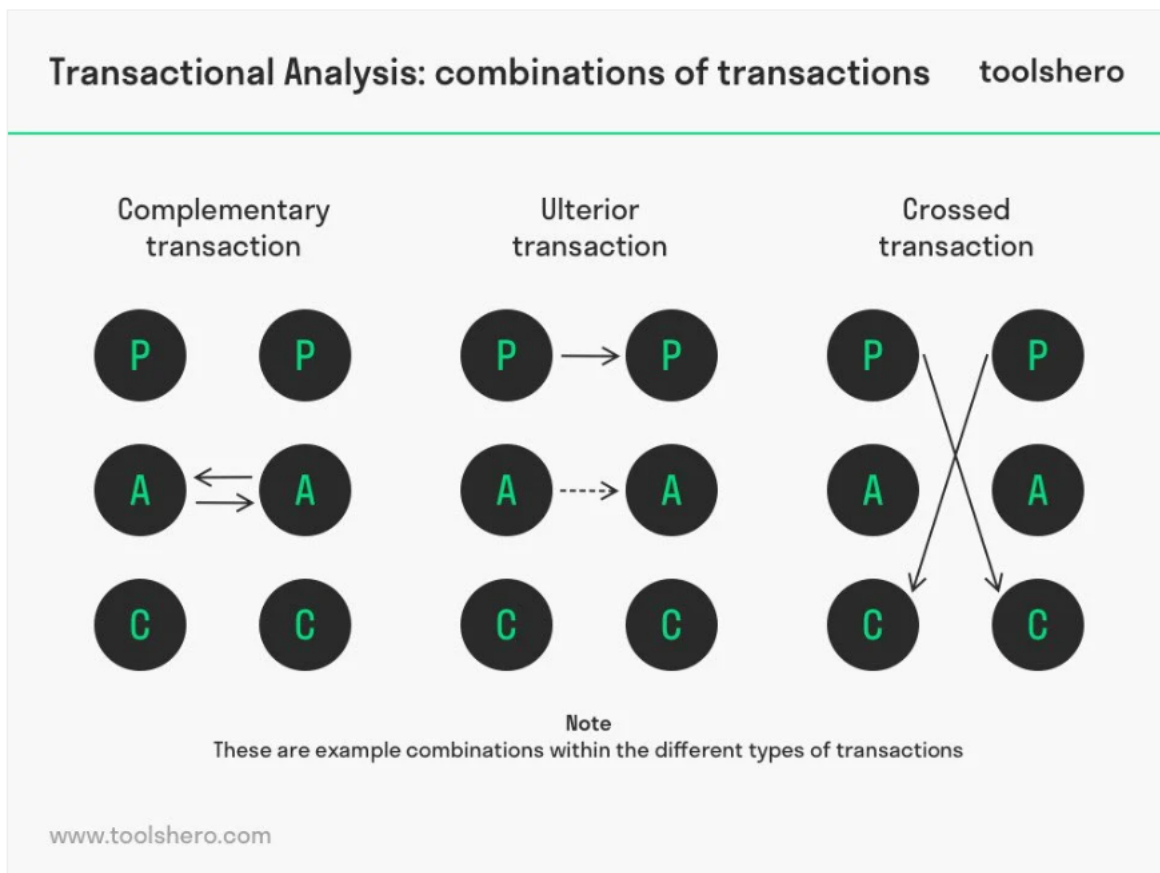 Transactional Analysis: combinations of transactions
toolshero
Complementary
transaction
Ulterior
transaction
Crossed
transaction
P P
A A
C C
P P
A A
C C
P P
A A
C C
Note
These are example combinations within the different types of transactions
www.toolshero.com